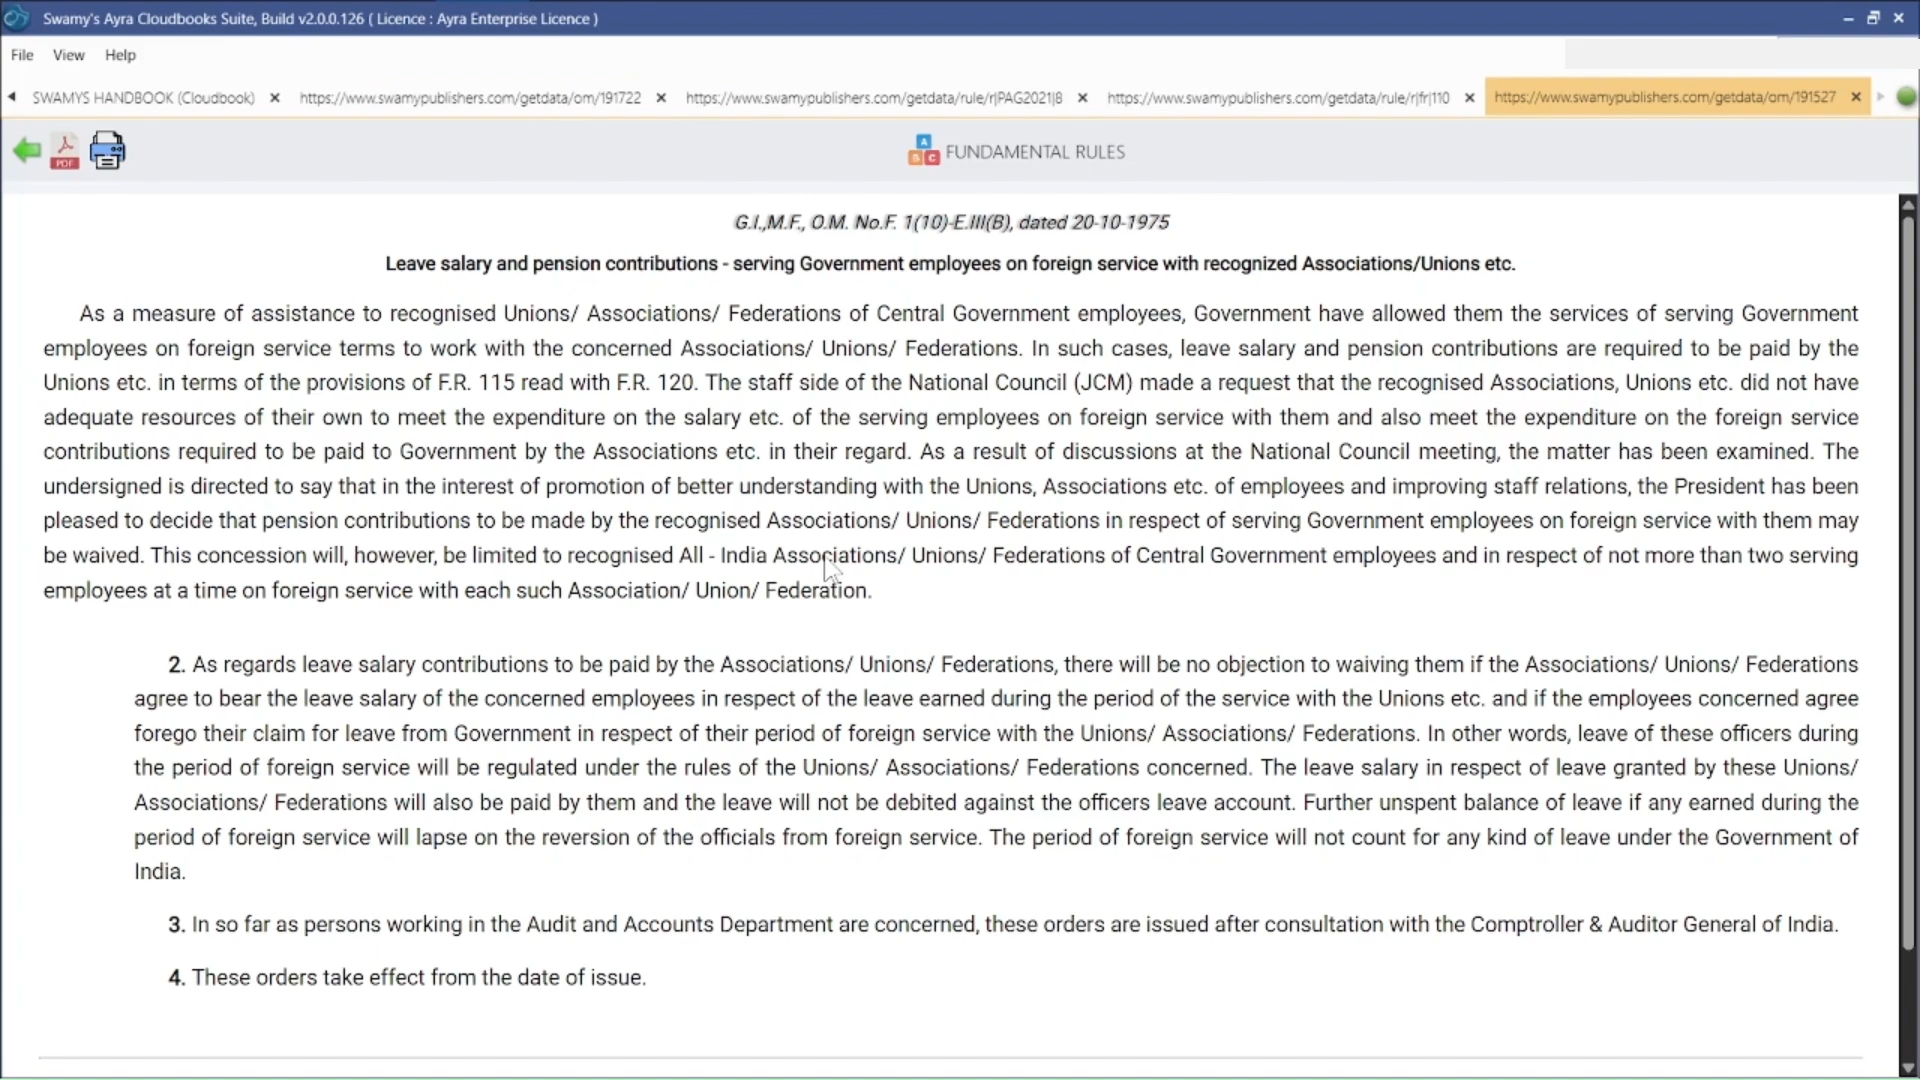 Swamy's Ayra Cloudbooks Suite, Build v2.0.0.126 ( Licence : Ayra Enterprise Licence )
File View Help
SWAMYS HANDBOOK (Cloudbook) https://www.swamypublishers.com/getdata/om/191722 https://www.swamypublishers.com/getdata/rule/r|PAG2021|8 https://www.swamypublishers.com/getdata/rule/r|fr|110 https://www.swamypublishers.com/getdata/om/191527
PDF A B C FUNDAMENTAL RULES
G.I.,M.F., O.M. No.F. 1(10)-E.III(B), dated 20-10-1975
Leave salary and pension contributions - serving Government employees on foreign service with recognized Associations/Unions etc.
As a measure of assistance to recognised Unions/ Associations/ Federations of Central Government employees, Government have allowed them the services of serving Government
employees on foreign service terms to work with the concerned Associations/ Unions/ Federations. In such cases, leave salary and pension contributions are required to be paid by the
Unions etc. in terms of the provisions of F.R. 115 read with F.R. 120. The staff side of the National Council (JCM) made a request that the recognised Associations, Unions etc. did not have
adequate resources of their own to meet the expenditure on the salary etc. of the serving employees on foreign service with them and also meet the expenditure on the foreign service
contributions required to be paid to Government by the Associations etc. in their regard. As a result of discussions at the National Council meeting, the matter has been examined. The
undersigned is directed to say that in the interest of promotion of better understanding with the Unions, Associations etc. of employees and improving staff relations, the President has been
pleased to decide that pension contributions to be made by the recognised Associations/ Unions/ Federations in respect of serving Government employees on foreign service with them may
be waived. This concession will, however, be limited to recognised All - India Associations/ Unions/ Federations of Central Government employees and in respect of not more than two serving
employees at a time on foreign service with each such Association/ Union/ Federation.
2. As regards leave salary contributions to be paid by the Associations/ Unions/ Federations, there will be no objection to waiving them if the Associations/ Unions/ Federations
agree to bear the leave salary of the concerned employees in respect of the leave earned during the period of the service with the Unions etc. and if the employees concerned agree
forego their claim for leave from Government in respect of their period of foreign service with the Unions/ Associations/ Federations. In other words, leave of these officers during
the period of foreign service will be regulated under the rules of the Unions/ Associations/ Federations concerned. The leave salary in respect of leave granted by these Unions/
Associations/ Federations will also be paid by them and the leave will not be debited against the officers leave account. Further unspent balance of leave if any earned during the
period of foreign service will lapse on the reversion of the officials from foreign service. The period of foreign service will not count for any kind of leave under the Government of
India.
3. In so far as persons working in the Audit and Accounts Department are concerned, these orders are issued after consultation with the Comptroller & Auditor General of India.
4. These orders take effect from the date of issue.